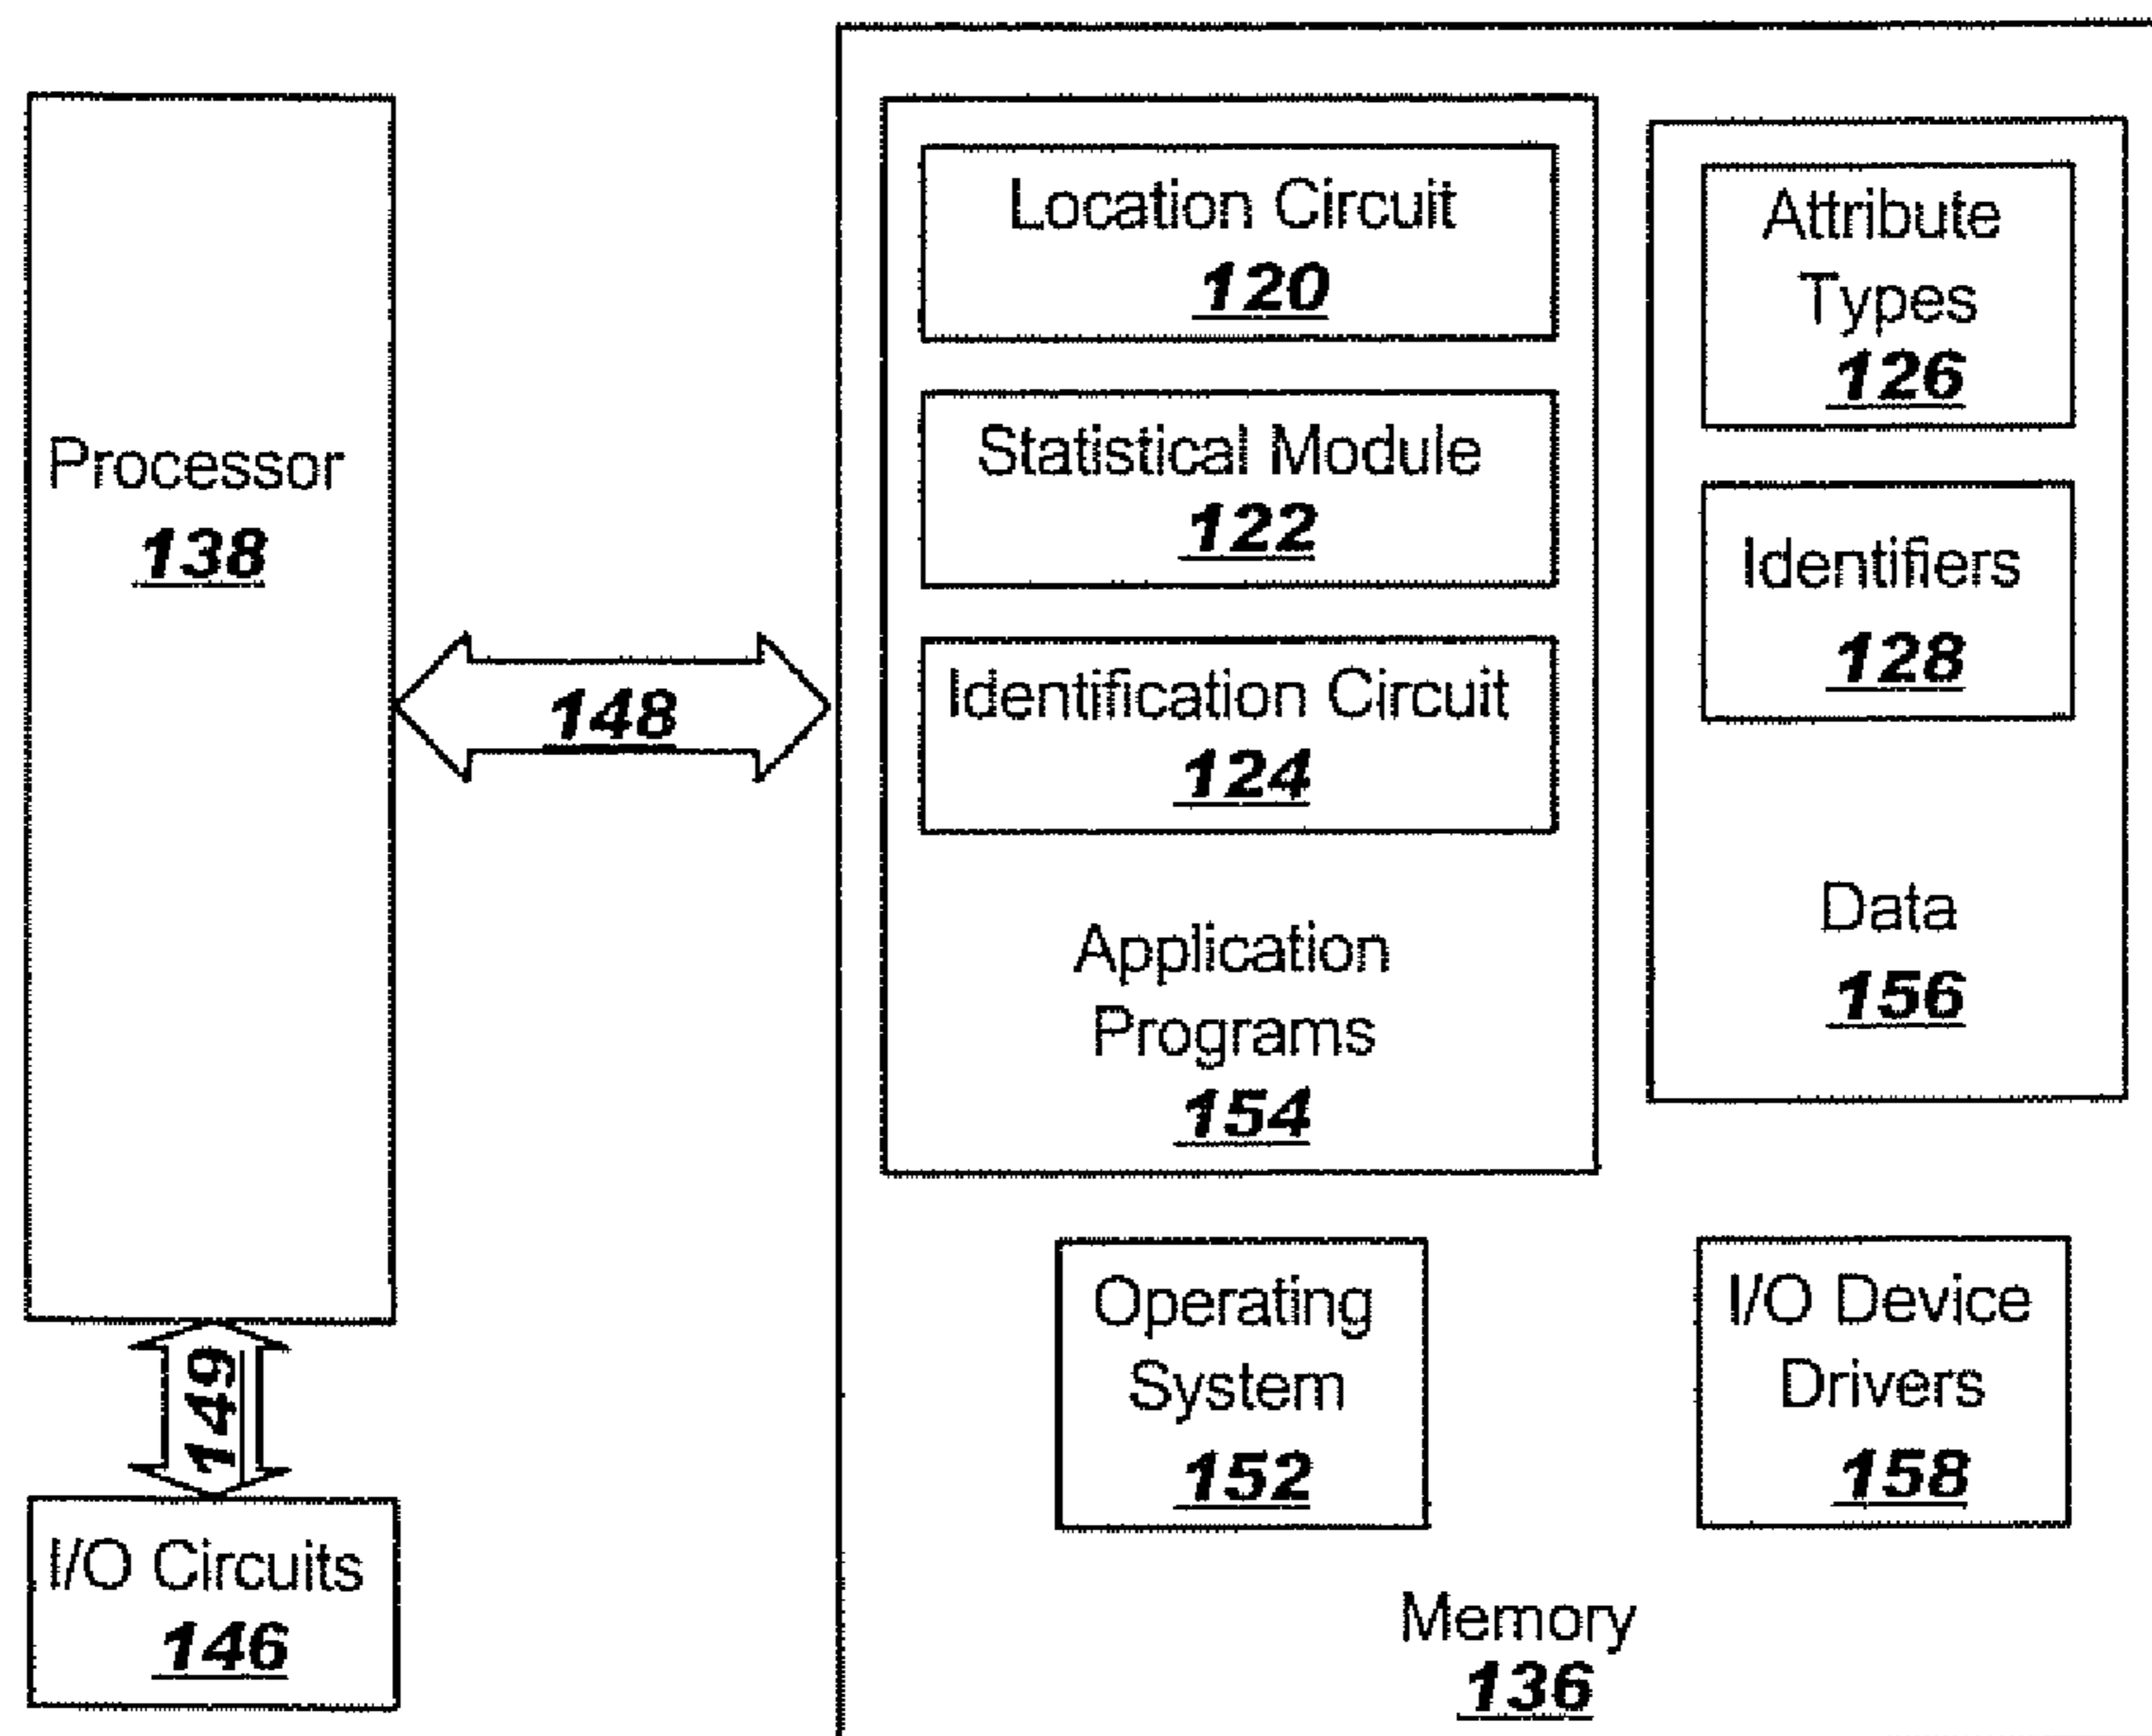 Processor
138
148
149
I/O Circuits
146
Location Circuit
120
Statistical Module
122
Identification Circuit
124
Application
Programs
154
Attribute
Types
126
Identifiers
128
Data
156
Operating
System
152
I/O Device
Drivers
158
Memory
136